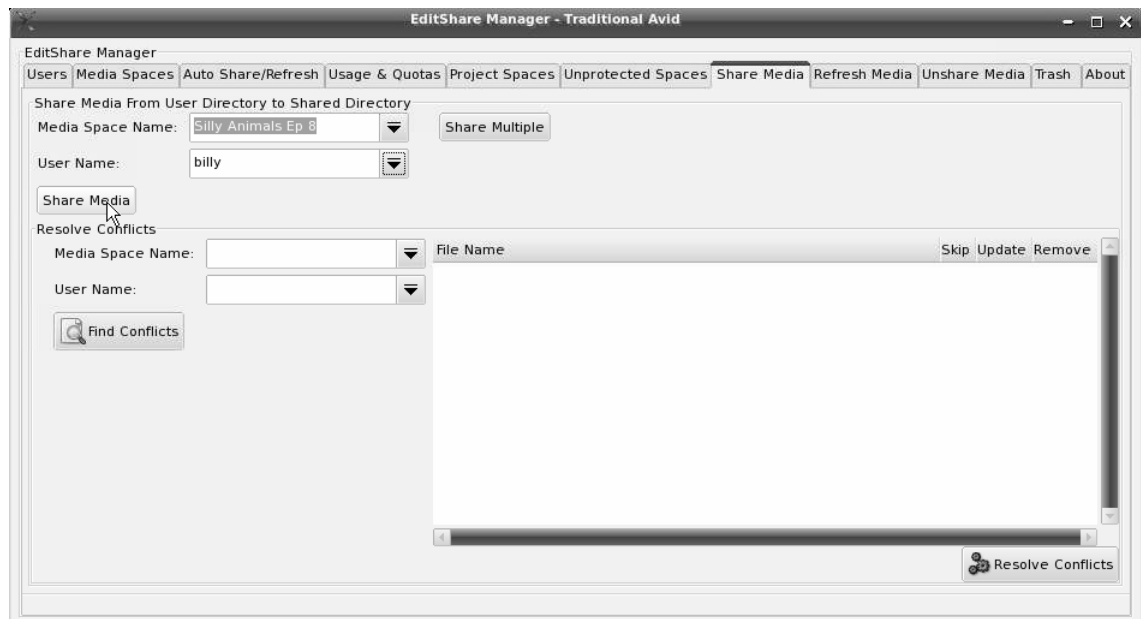 EditShare Manager - Traditional Avid
EditShare Manager
Users Media Spaces Auto Share/Refresh Usage & Quotas Project Spaces Unprotected Spaces Share Media Refresh Media Unshare Media Trash About
Share Media From User Directory to Shared Directory
Media Space Name: Silly Animals Ep 8 Share Multiple
User Name: billy
Share Media
Resolve Conflicts
Media Space Name: File Name Skip Update Remove
User Name:
Find Conflicts
Resolve Conflicts